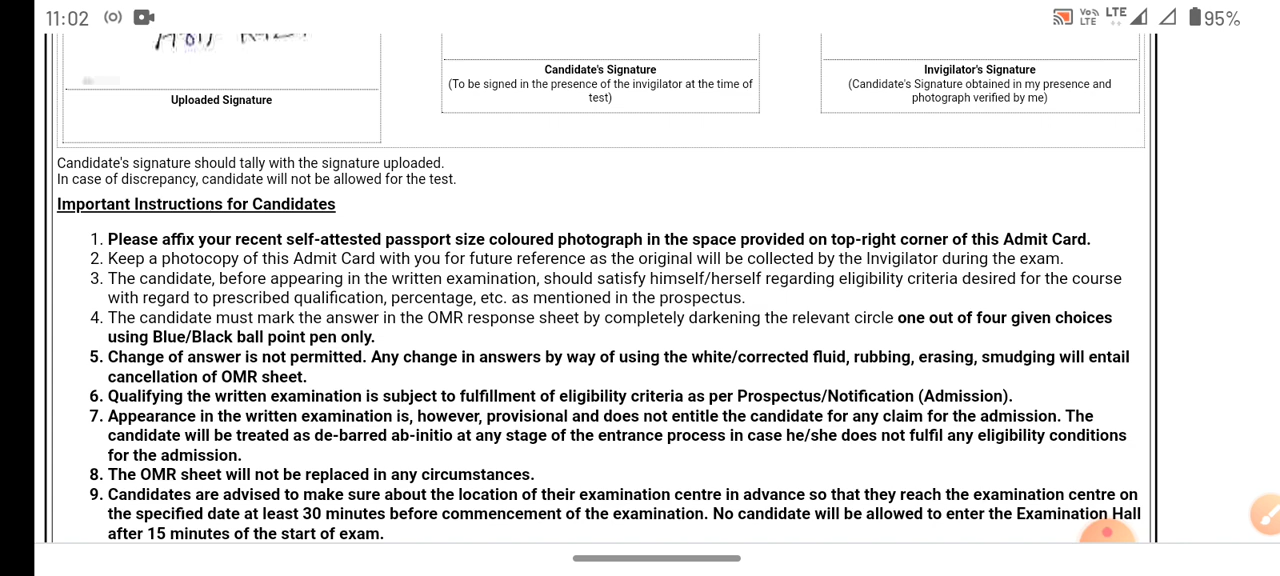 11:02
Vo LTE LTE 95%
Candidate's Signature
(To be signed in the presence of the invigilator at the time of
test)
Invigilator's Signature
(Candidate's Signature obtained in my presence and
photograph verified by me)
Uploaded Signature
Candidate's signature should tally with the signature uploaded.
In case of discrepancy, candidate will not be allowed for the test.
Important Instructions for Candidates
1. Please affix your recent self-attested passport size coloured photograph in the space provided on top-right corner of this Admit Card.
2. Keep a photocopy of this Admit Card with you for future reference as the original will be collected by the Invigilator during the exam.
3. The candidate, before appearing in the written examination, should satisfy himself/herself regarding eligibility criteria desired for the course
with regard to prescribed qualification, percentage, etc. as mentioned in the prospectus.
4. The candidate must mark the answer in the OMR response sheet by completely darkening the relevant circle one out of four given choices
using Blue/Black ball point pen only.
5. Change of answer is not permitted. Any change in answers by way of using the white/corrected fluid, rubbing, erasing, smudging will entail
cancellation of OMR sheet.
6. Qualifying the written examination is subject to fulfillment of eligibility criteria as per Prospectus/Notification (Admission).
7. Appearance in the written examination is, however, provisional and does not entitle the candidate for any claim for the admission. The
candidate will be treated as de-barred ab-initio at any stage of the entrance process in case he/she does not fulfil any eligibility conditions
for the admission.
8. The OMR sheet will not be replaced in any circumstances.
9. Candidates are advised to make sure about the location of their examination centre in advance so that they reach the examination centre on
the specified date at least 30 minutes before commencement of the examination. No candidate will be allowed to enter the Examination Hall
after 15 minutes of the start of exam.